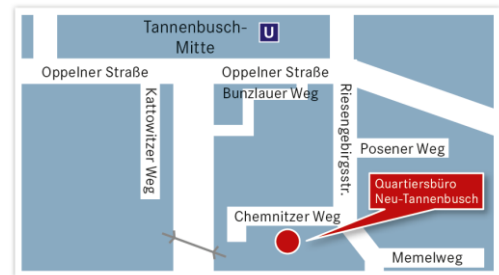 Tannenbusch-
Mitte
U
Oppelner Straße
Oppelner Straße
Bunzlauer Weg
Kattowitzer Weg
Riesengebirgsstr.
Posener Weg
Quartiersbüro
Neu-Tannenbusch
Chemnitzer Weg
Memelweg